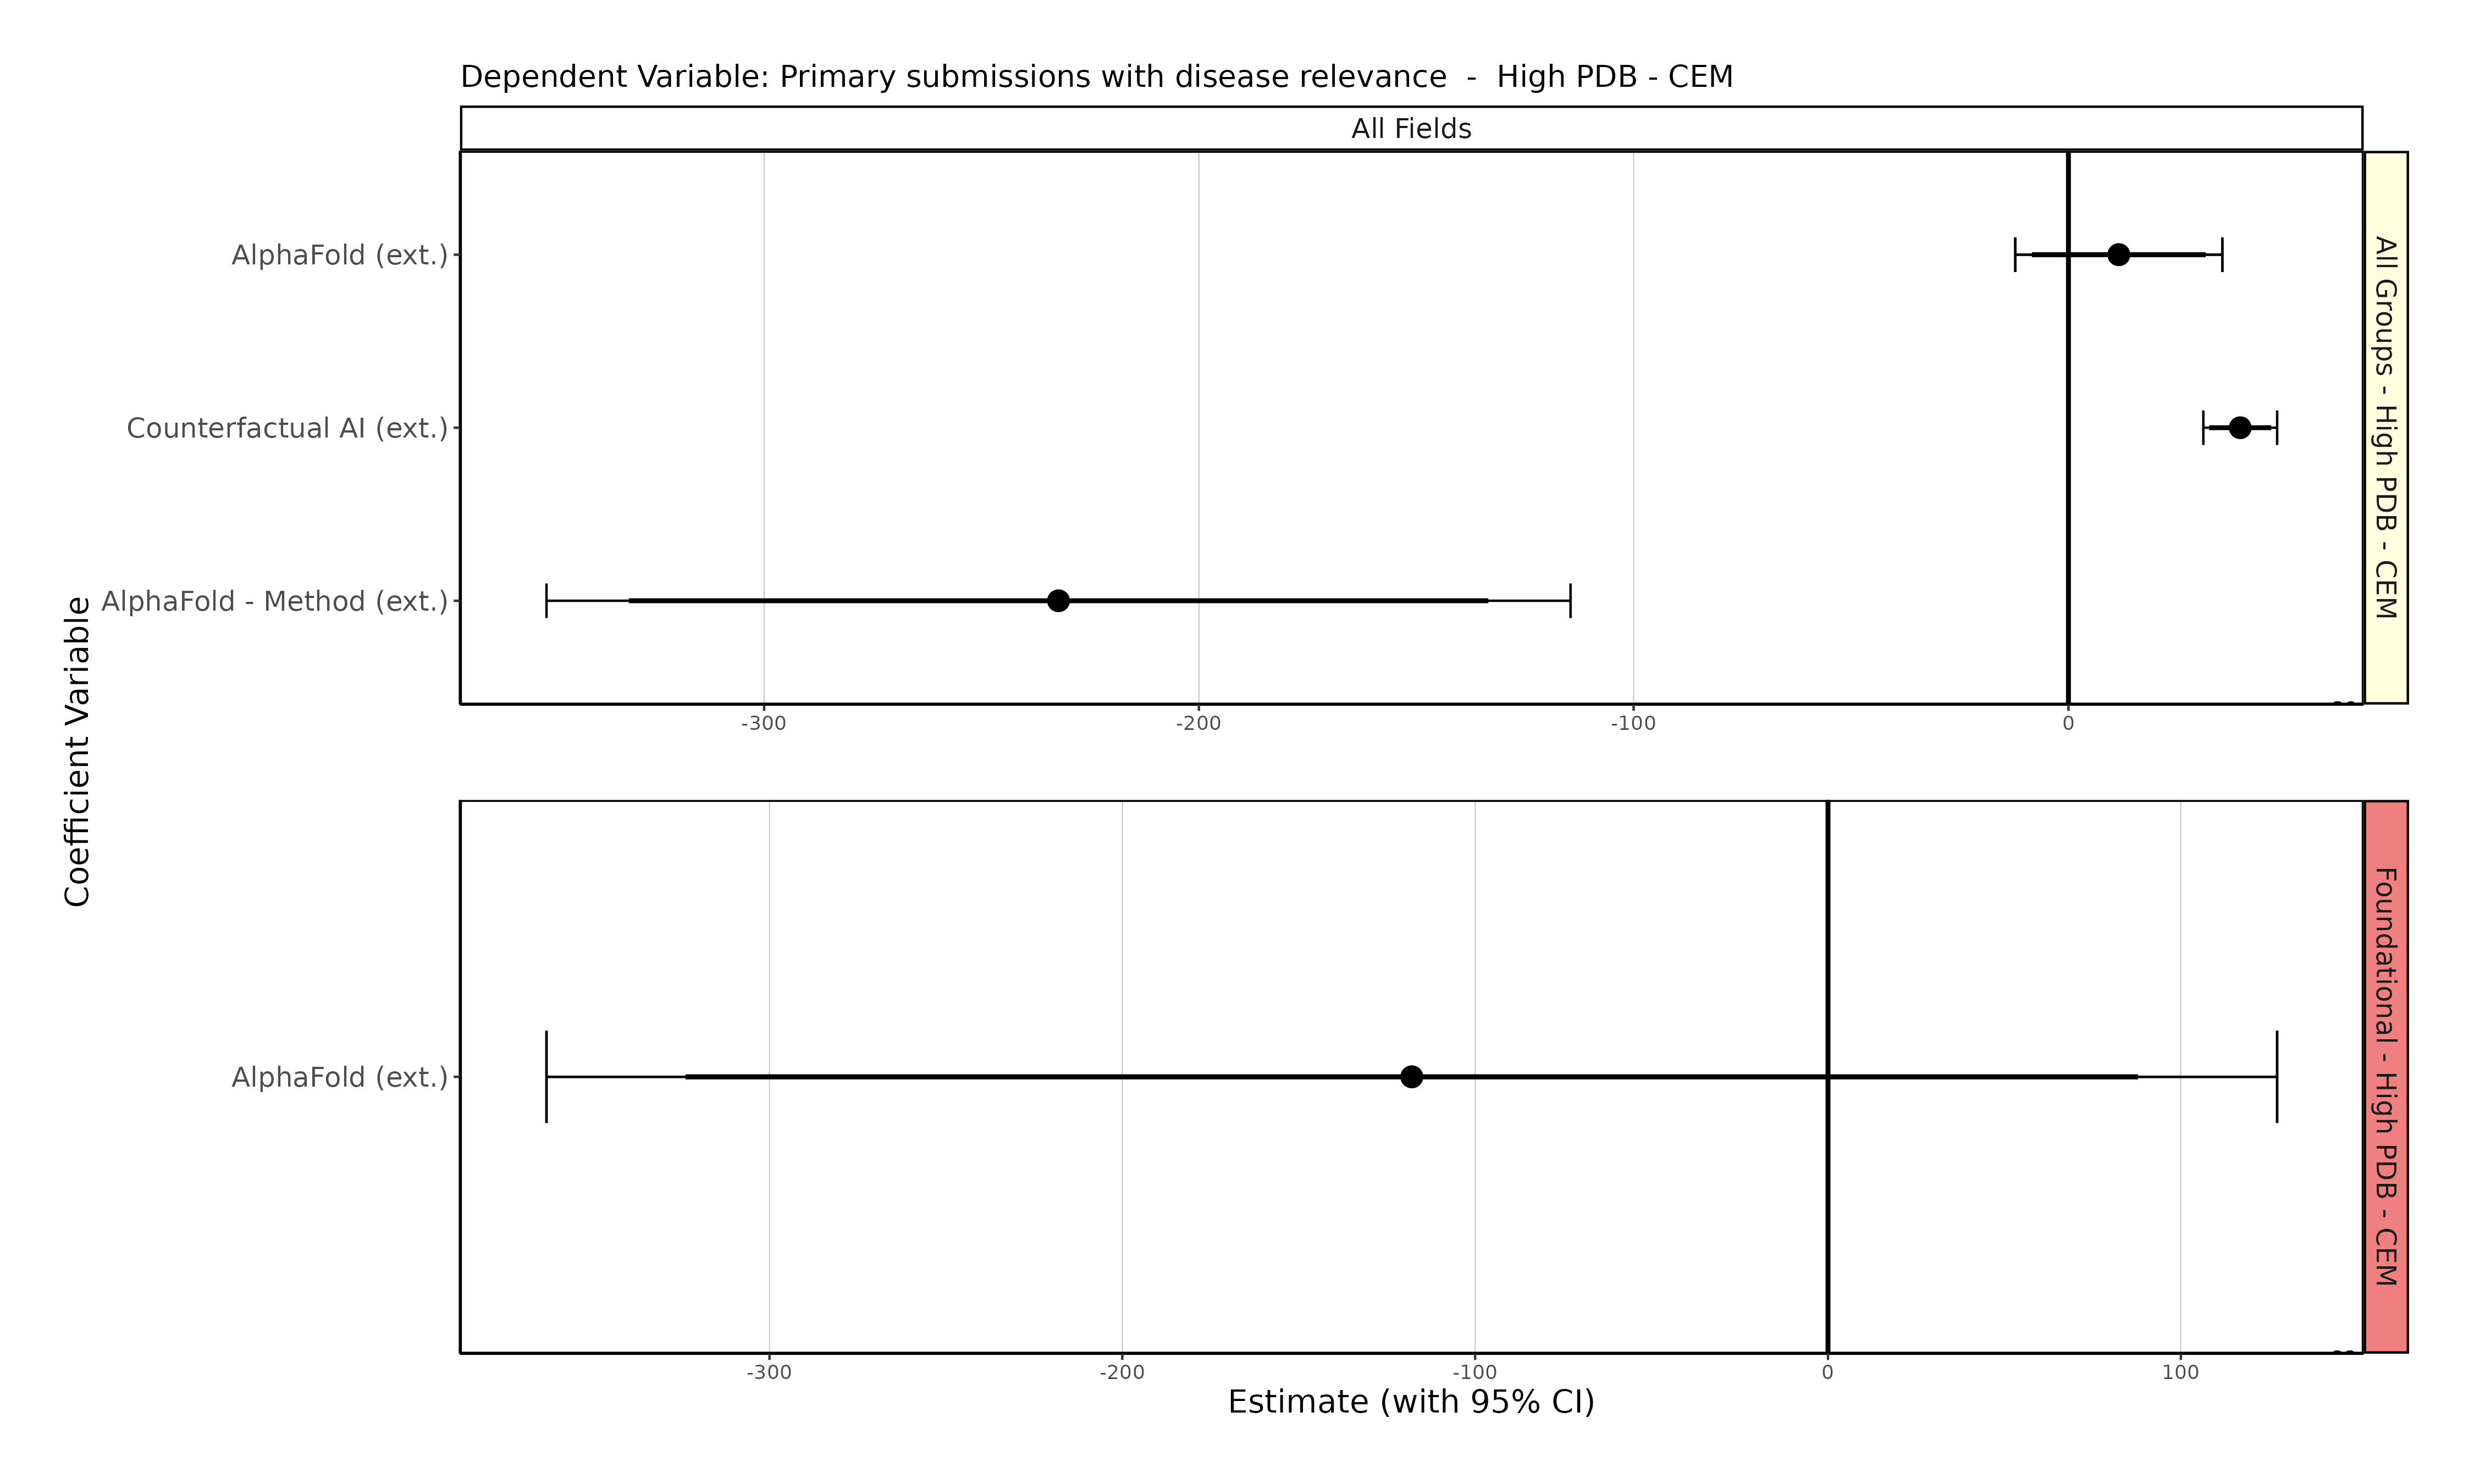 Dependent Variable: Primary submissions with disease relevance  -  High PDB - CEM
All Fields
AlphaFold (ext.)
Counterfactual AI (ext.)
AlphaFold - Method (ext.)
All Groups - High PDB - CEM
-300
-200
-100
0
Coefficient Variable
AlphaFold (ext.)
Foundational - High PDB - CEM
-300
-200
-100
0
100
Estimate (with 95% CI)